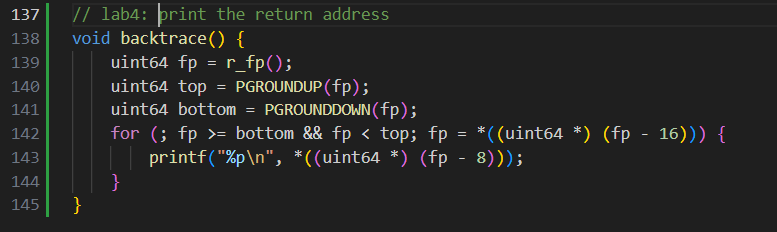 137 // lab4: print the return address
138 void backtrace() {
139     uint64 fp = r_fp();
140     uint64 top = PGROUNDUP(fp);
141     uint64 bottom = PGROUNDDOWN(fp);
142     for (; fp >= bottom && fp < top; fp = *((uint64 *) (fp - 16))) {
143         printf("%p\n", *((uint64 *) (fp - 8)));
144     }
145 }